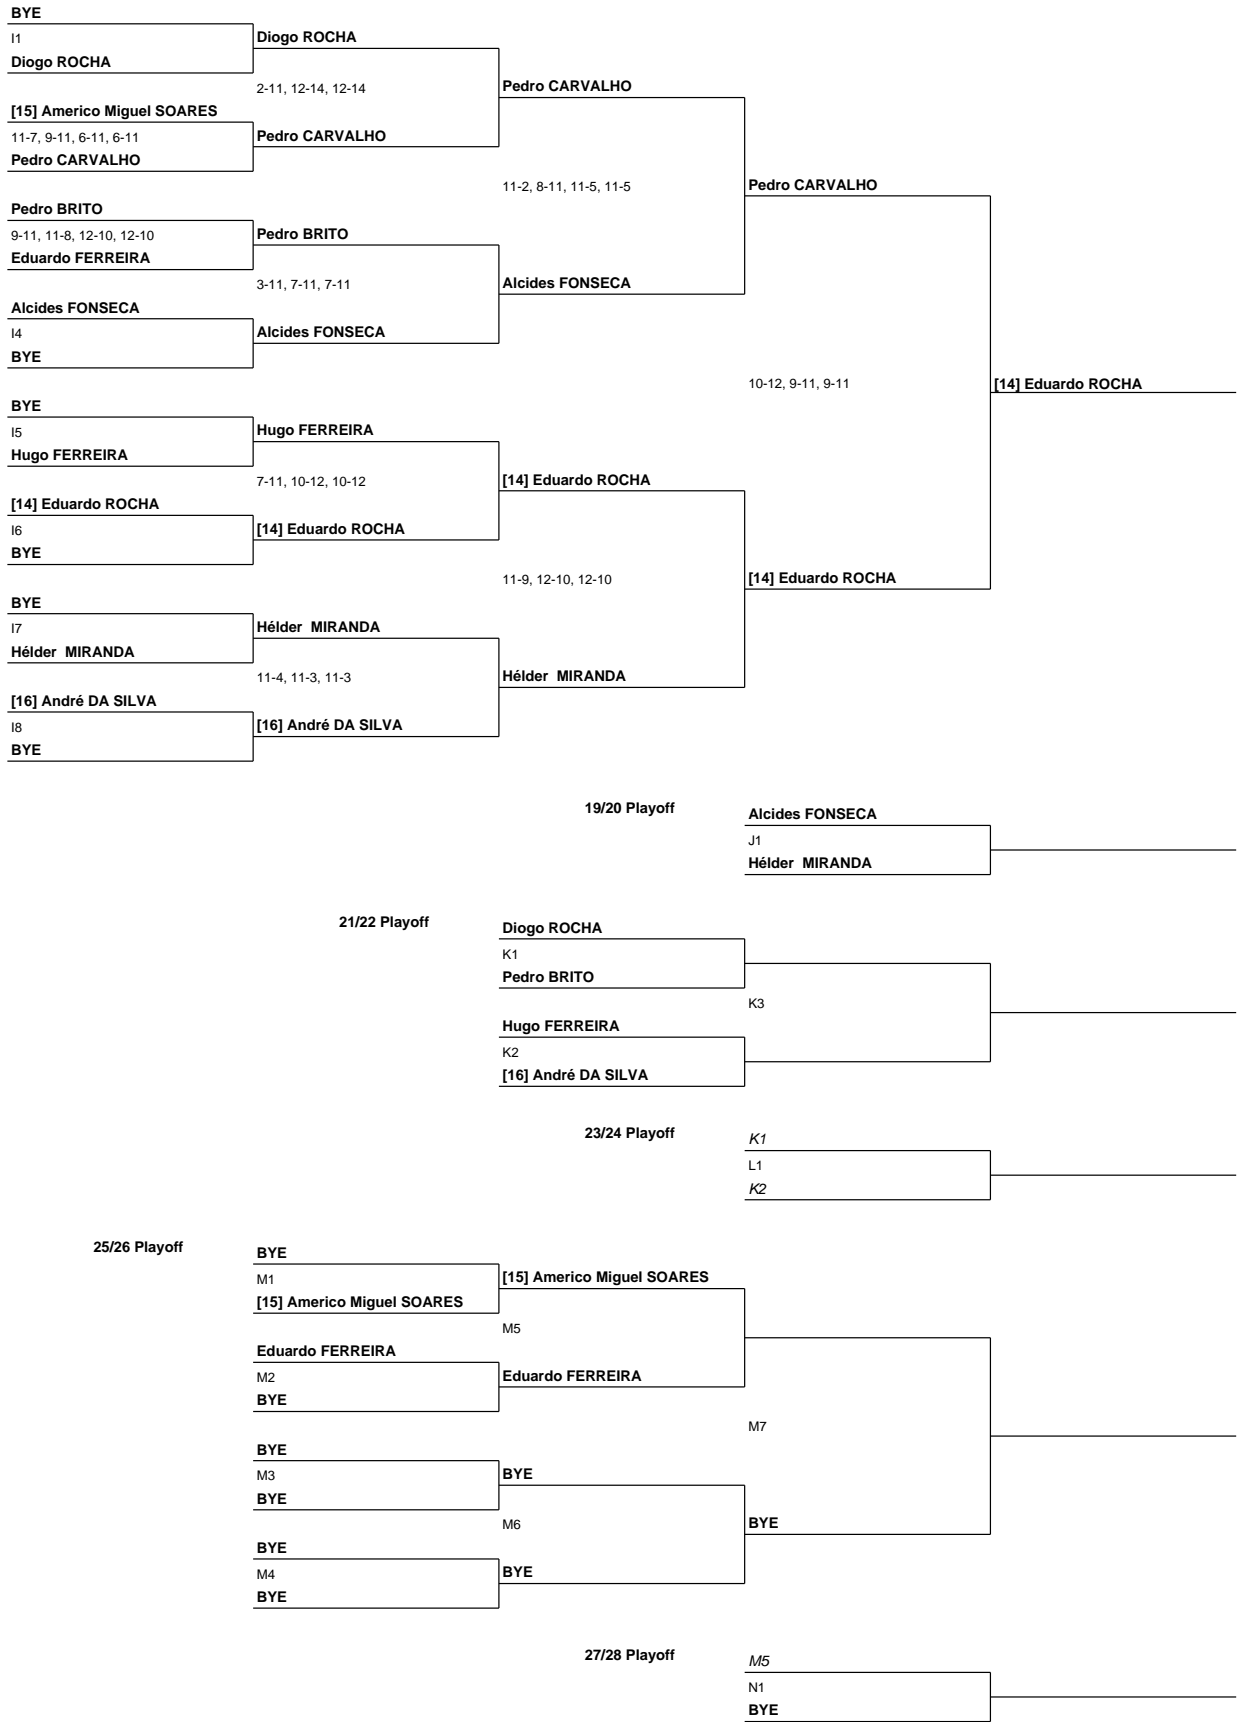 BYE
I1
Diogo ROCHA
Diogo ROCHA
2-11, 12-14, 12-14
Pedro CARVALHO
[15] Americo Miguel SOARES
11-7, 9-11, 6-11, 6-11
Pedro CARVALHO
Pedro CARVALHO
11-2, 8-11, 11-5, 11-5
Pedro CARVALHO
Pedro BRITO
9-11, 11-8, 12-10, 12-10
Pedro BRITO
Eduardo FERREIRA
3-11, 7-11, 7-11
Alcides FONSECA
Alcides FONSECA
I4
Alcides FONSECA
BYE
10-12, 9-11, 9-11
[14] Eduardo ROCHA
BYE
I5
Hugo FERREIRA
Hugo FERREIRA
7-11, 10-12, 10-12
[14] Eduardo ROCHA
[14] Eduardo ROCHA
I6
[14] Eduardo ROCHA
BYE
11-9, 12-10, 12-10
[14] Eduardo ROCHA
BYE
I7
Hélder  MIRANDA
Hélder  MIRANDA
11-4, 11-3, 11-3
Hélder  MIRANDA
[16] André DA SILVA
I8
[16] André DA SILVA
BYE
19/20 Playoff
Alcides FONSECA
J1
Hélder  MIRANDA
21/22 Playoff
Diogo ROCHA
K1
Pedro BRITO
K3
Hugo FERREIRA
K2
[16] André DA SILVA
23/24 Playoff
K1
L1
K2
25/26 Playoff
BYE
M1
[15] Americo Miguel SOARES
[15] Americo Miguel SOARES
M5
Eduardo FERREIRA
M2
Eduardo FERREIRA
BYE
M7
BYE
M3
BYE
BYE
M6
BYE
BYE
M4
BYE
BYE
27/28 Playoff
M5
N1
BYE